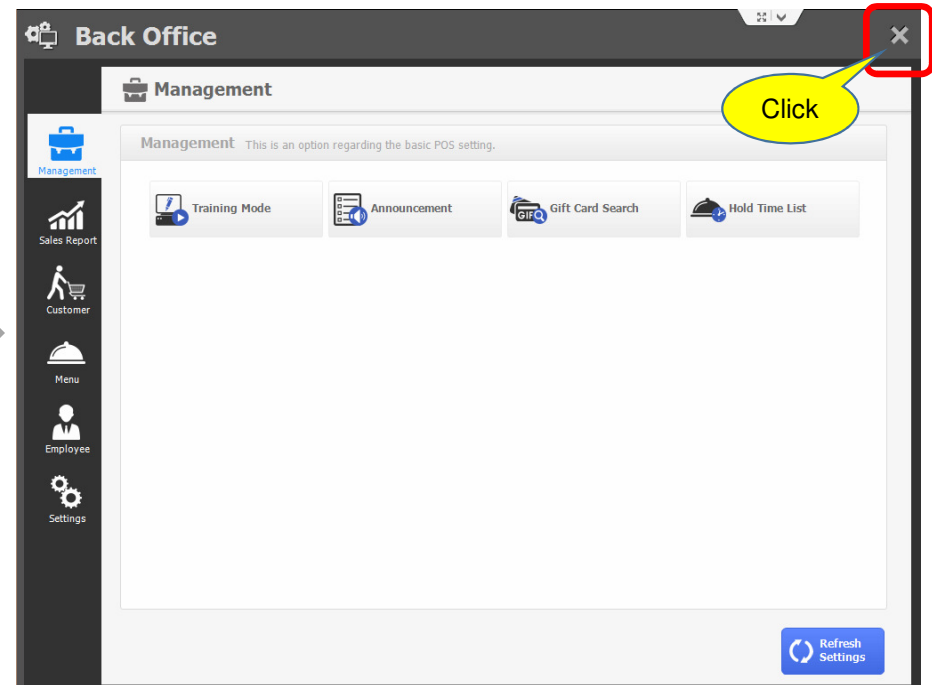 Back Office
Click
Management
Management This is an option regarding the basic POS setting.
Management
Sales Report
Customer
Menu
Employee
Settings
Training Mode
Announcement
GIF
Gift Card Search
Hold Time List
Refresh
Settings